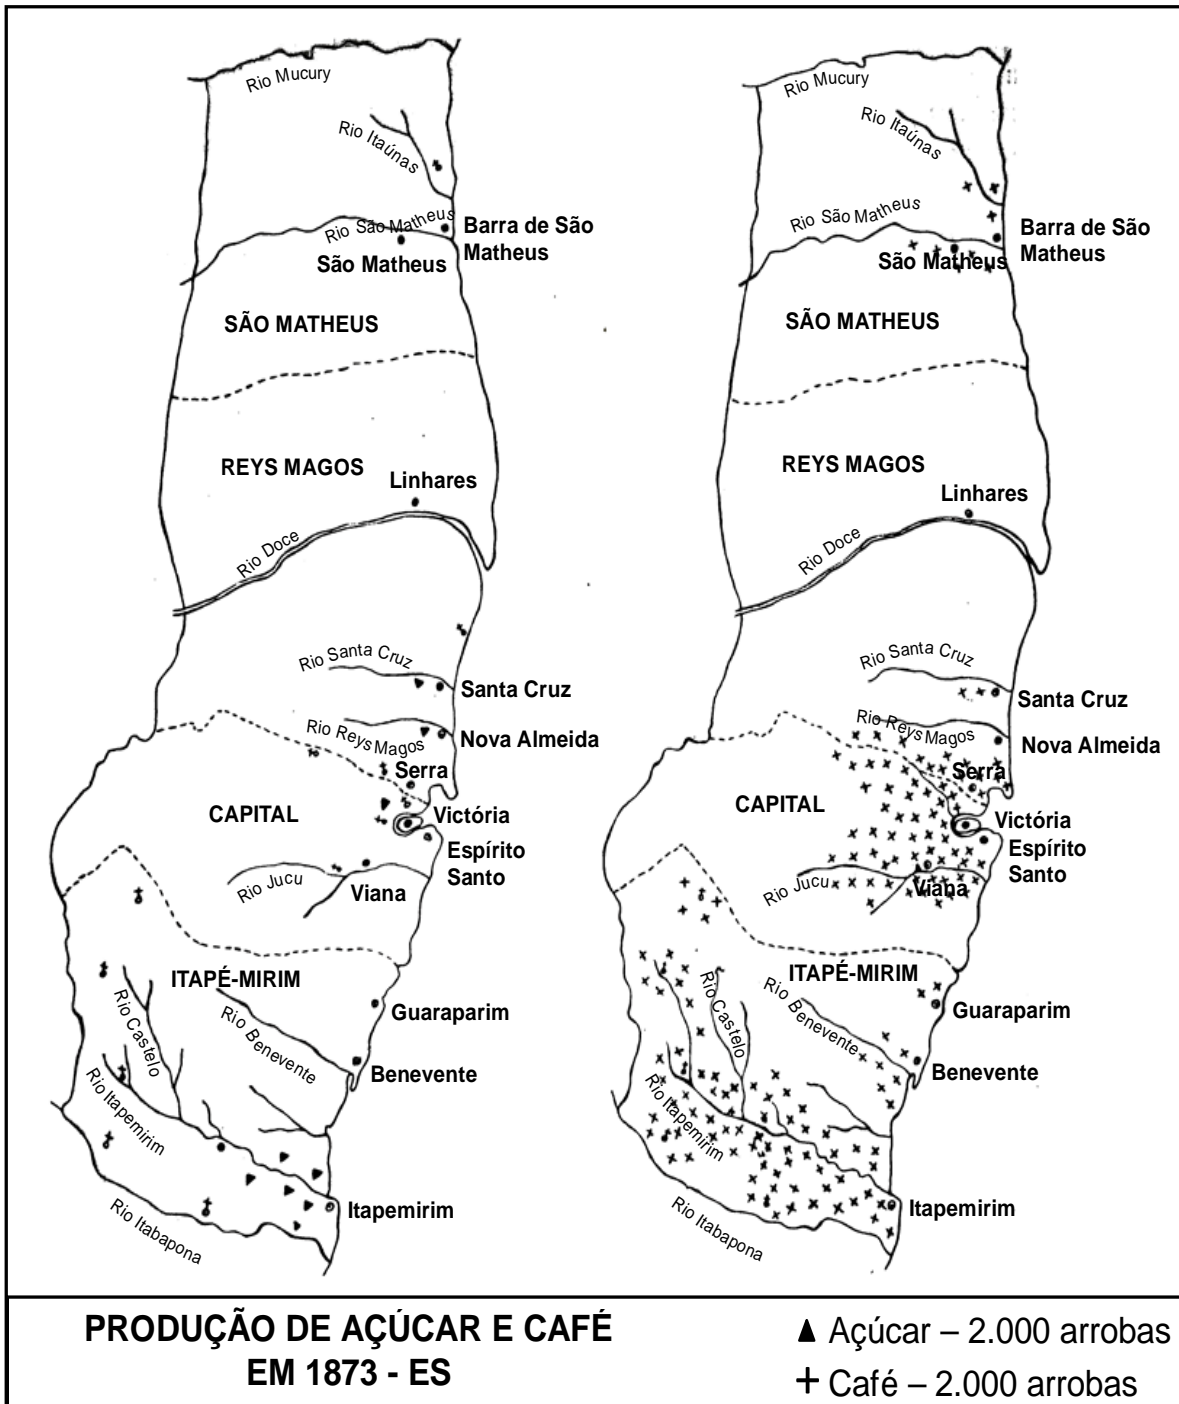 Rio Mucury
Rio Itaúnas
Rio São Matheus
Barra de São
Matheus
São Matheus
SÃO MATHEUS
REYS MAGOS
Linhares
Rio Doce
Rio Santa Cruz
Santa Cruz
Rio Reys Magos
Nova Almeida
Serra
CAPITAL
Victória
Espírito
Santo
Rio Jucu
Viana
ITAPÉ-MIRIM
Guaraparim
Rio Castelo
Rio Benevente
Benevente
Rio Itapemirim
Itapemirim
Rio Itabapona
Rio Mucury
Rio Itaúnas
Rio São Matheus
Barra de São
Matheus
São Matheus
SÃO MATHEUS
REYS MAGOS
Linhares
Rio Doce
Rio Santa Cruz
Santa Cruz
Rio Reys Magos
Nova Almeida
Serra
CAPITAL
Victória
Espírito
Santo
Rio Jucu
Viana
ITAPÉ-MIRIM
Guaraparim
Rio Castelo
Rio Benevente
Benevente
Rio Itapemirim
Itapemirim
Rio Itabapona
PRODUÇÃO DE AÇÚCAR E CAFÉ
EM 1873 - ES
Açúcar – 2.000 arrobas
Café – 2.000 arrobas